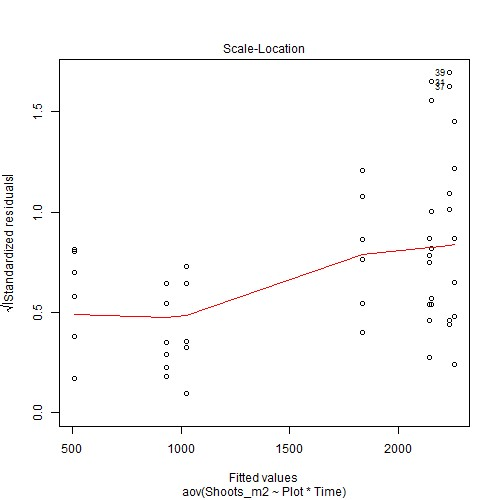 Scale-Location
√|Standardized residuals|
1.5
1.0
0.5
0.0
39
31
37
500
1000
1500
2000
Fitted values
aov(Shoots_m2 ~ Plot * Time)